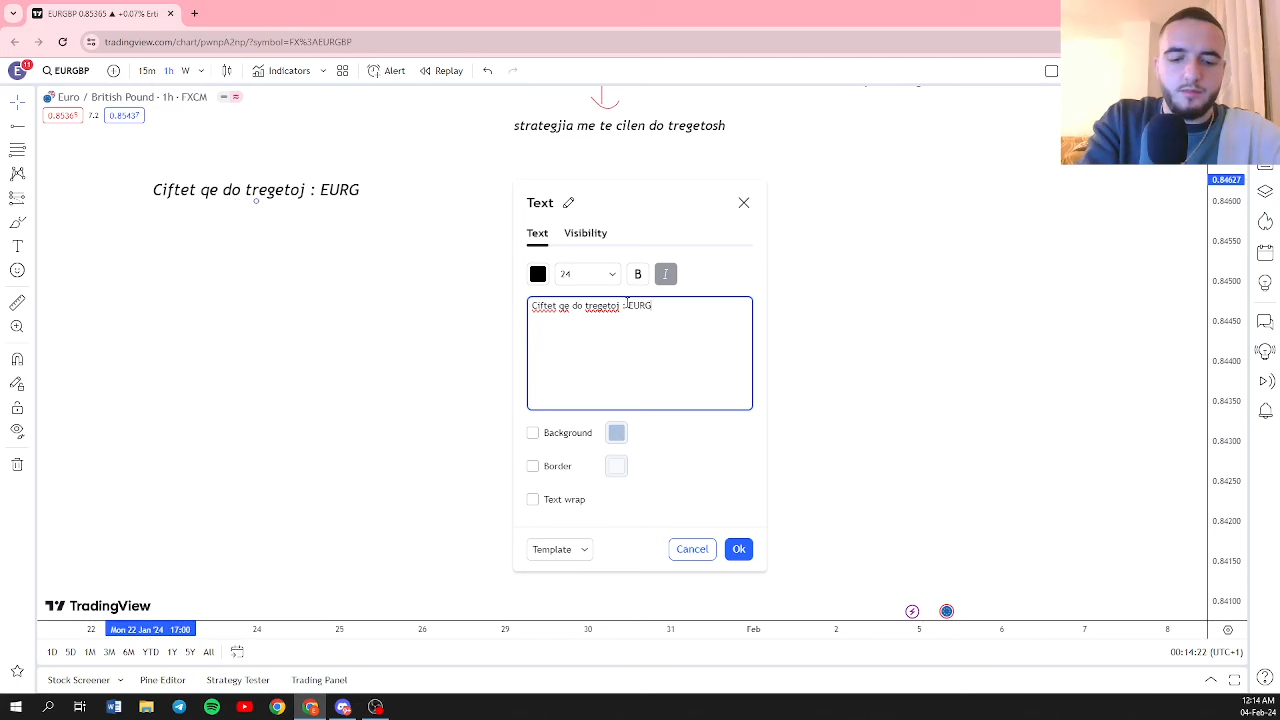 EURGBP 0.85365 ▲ +0.07% Erti
tradingview.com/chart/pwnpA2np/?symbol=FX%3AEURGBP
E 11 EURGBP 15m 1h W Indicators Alert Replay
Euro / British Pound · 1h · FXCM
0.85365 7.2 0.85437
strategjia me te cilen do tregetosh
Ciftet qe do tregetoj : EURG
Text
Text Visibility
24 B I
Ciftet qe do tregetoj : EURG
Background
Border
Text wrap
Template Cancel Ok
0.84627
0.84600
0.84550
0.84500
0.84450
0.84400
0.84350
0.84300
0.84250
0.84200
0.84150
0.84100
TradingView
22 Mon 22 Jan '24 17:00 24 25 26 29 30 31 Feb 2 5 6 7 8
1D 5D 1M 3M 6M YTD 1Y 5Y All 00:14:22 (UTC+1)
Stock Screener Pine Editor Strategy Tester Trading Panel
12:14 AM
04-Feb-24